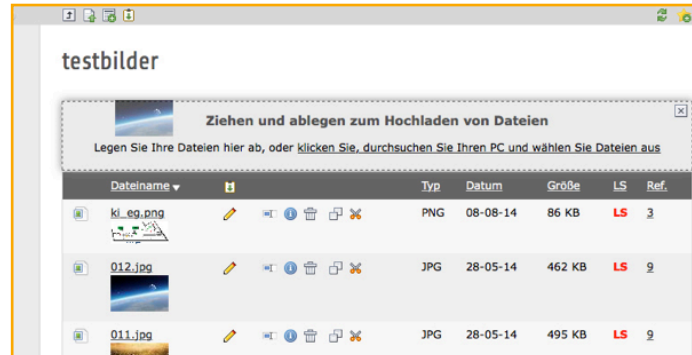 testbilder
Ziehen und ablegen zum Hochladen von Dateien
Legen Sie Ihre Dateien hier ab, oder klicken Sie, durchsuchen Sie Ihren PC und wählen Sie Dateien aus
Dateiname Typ Datum Größe LS Ref.
ki_eg.png PNG 08-08-14 86 KB LS 3
012.jpg JPG 28-05-14 462 KB LS 9
011.jpg JPG 28-05-14 495 KB LS 9